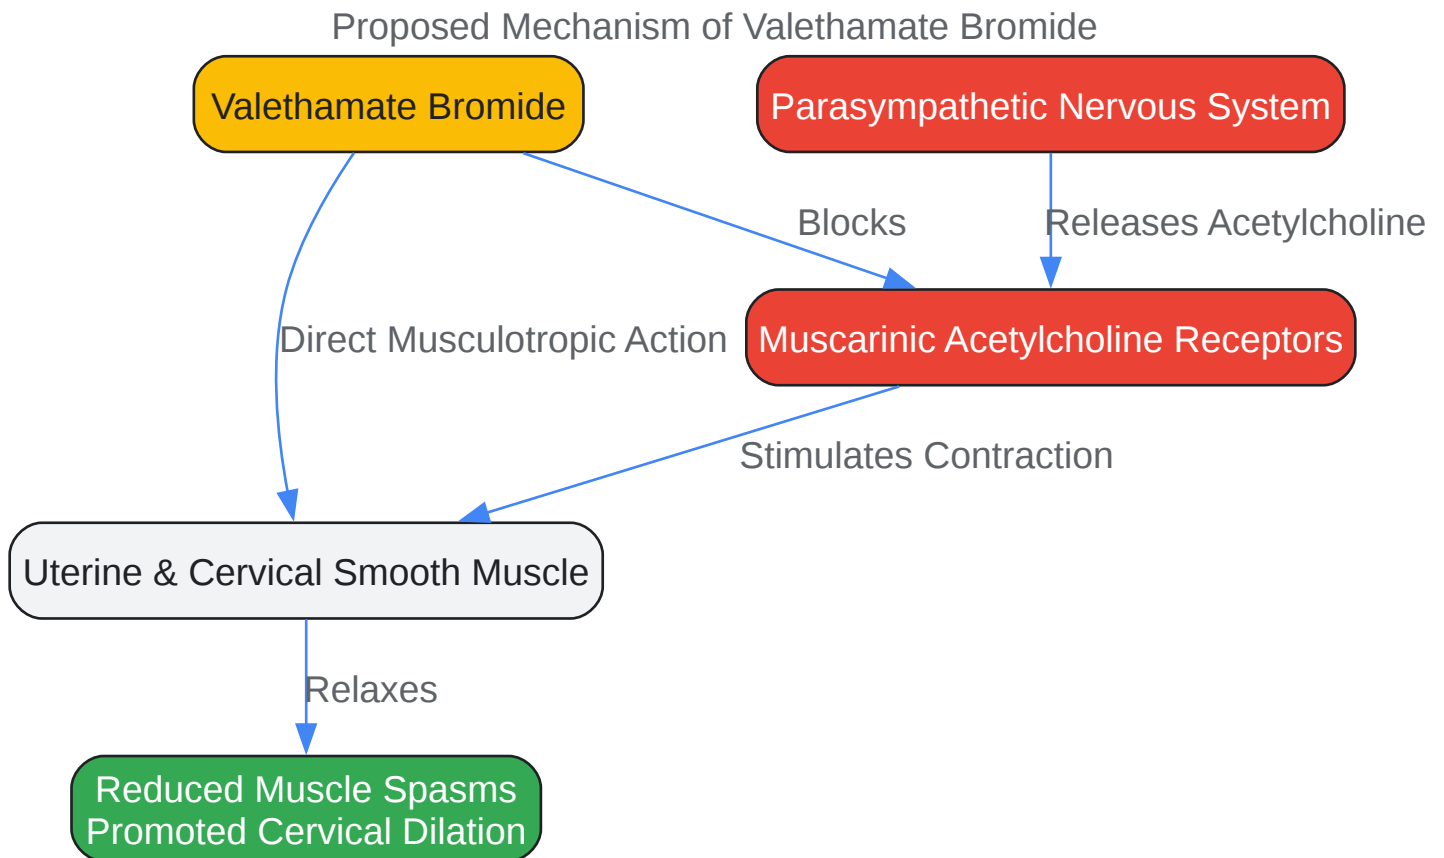 Proposed Mechanism of Valethamate Bromide
Valethamate Bromide
Parasympathetic Nervous System
Blocks
Releases Acetylcholine
Direct Musculotropic Action
Muscarinic Acetylcholine Receptors
Stimulates Contraction
Uterine & Cervical Smooth Muscle
Relaxes
Reduced Muscle Spasms
Promoted Cervical Dilation